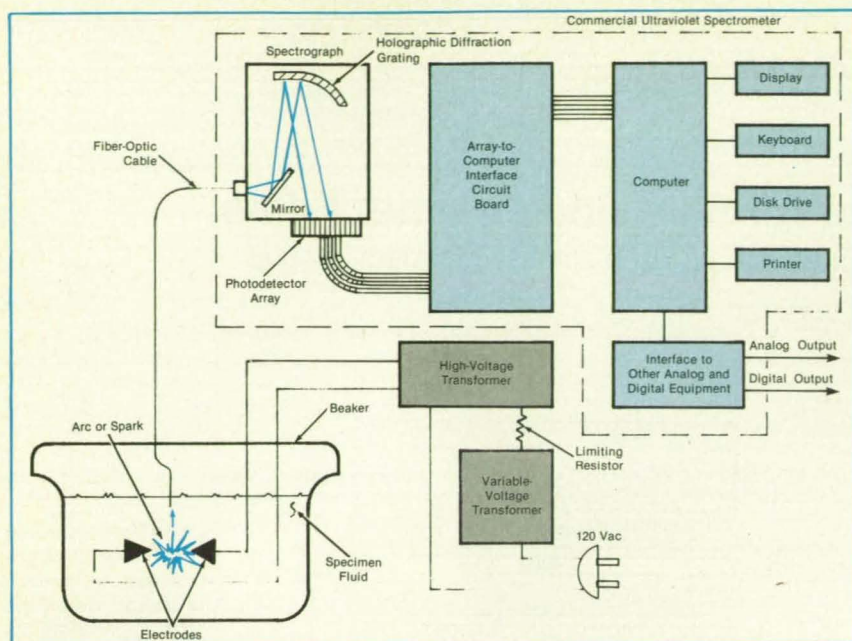 Commercial Ultraviolet Spectrometer
Spectrograph
Holographic Diffraction
Grating
Fiber-Optic
Cable
Mirror
Photodetector
Array
Array-to-
Computer
Interface
Circuit
Board
Computer
Display
Keyboard
Disk Drive
Printer
Interface to
Other Analog and
Digital Equipment
Analog Output
Digital Output
High-Voltage
Transformer
Limiting
Resistor
Variable-
Voltage
Transformer
120 Vac
Beaker
Arc or Spark
Specimen
Fluid
Electrodes